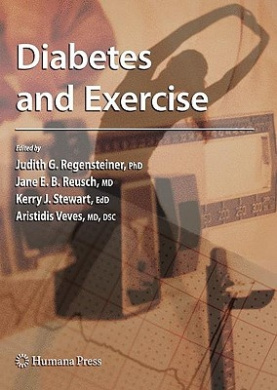 Diabetes
and Exercise
Edited by
Judith G. Regensteiner, PhD
Jane E. B. Reusch, MD
Kerry J. Stewart, EdD
Aristidis Veves, MD, DSC
Humana Press